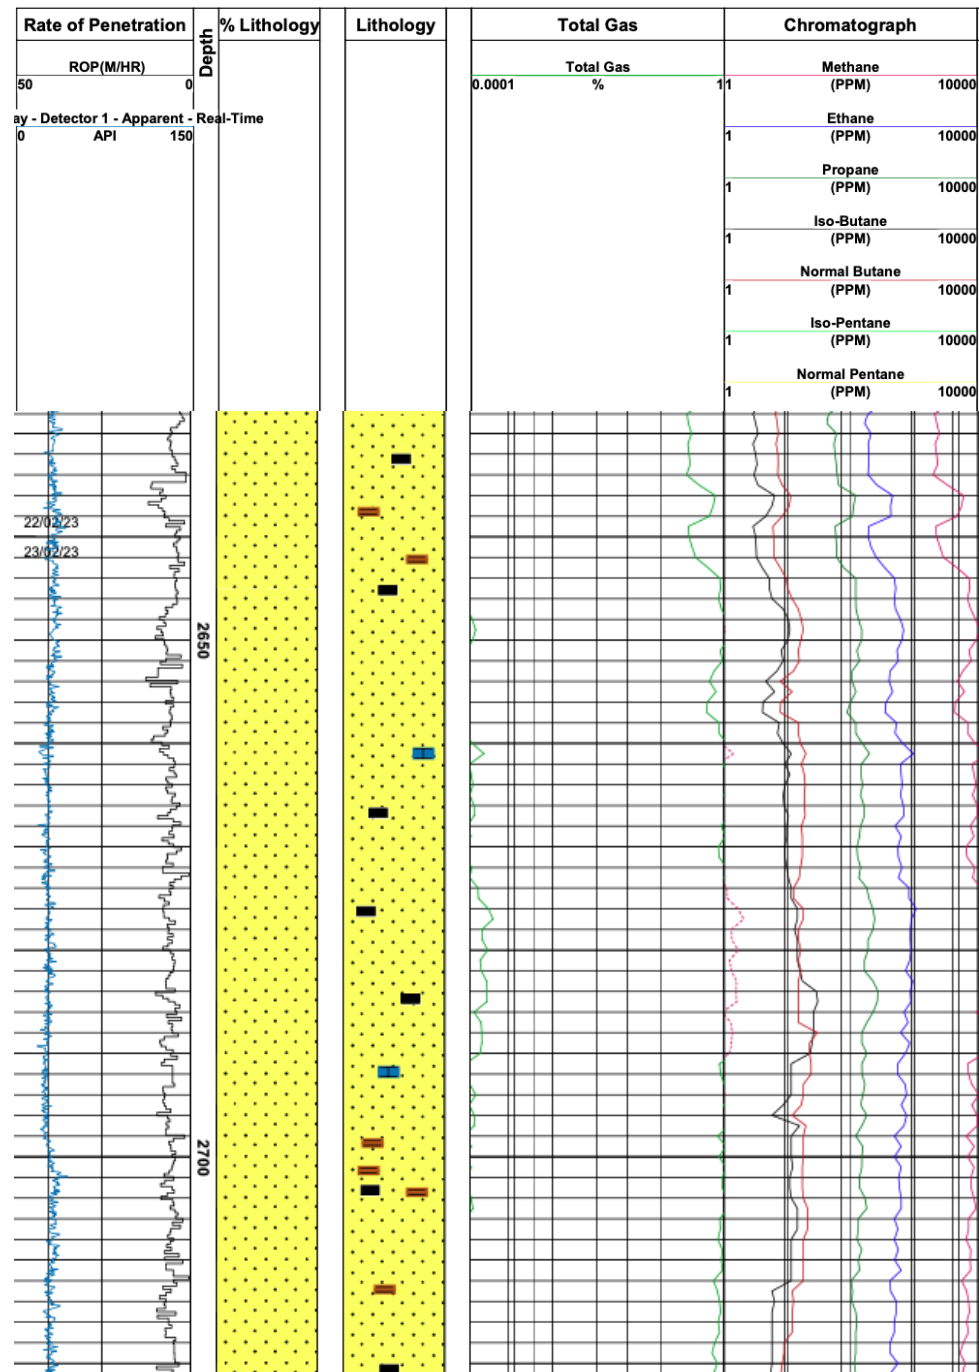 Rate of Penetration
Depth
% Lithology
Lithology
Total Gas
Chromatograph
ROP(M/HR)
50 0
ay - Detector 1 - Apparent - Real-Time
0 API 150
Total Gas
0.0001 % 1
Methane
1 (PPM) 10000
Ethane
1 (PPM) 10000
Propane
1 (PPM) 10000
Iso-Butane
1 (PPM) 10000
Normal Butane
1 (PPM) 10000
Iso-Pentane
1 (PPM) 10000
Normal Pentane
1 (PPM) 10000
22/02/23
23/02/23
2650
2700